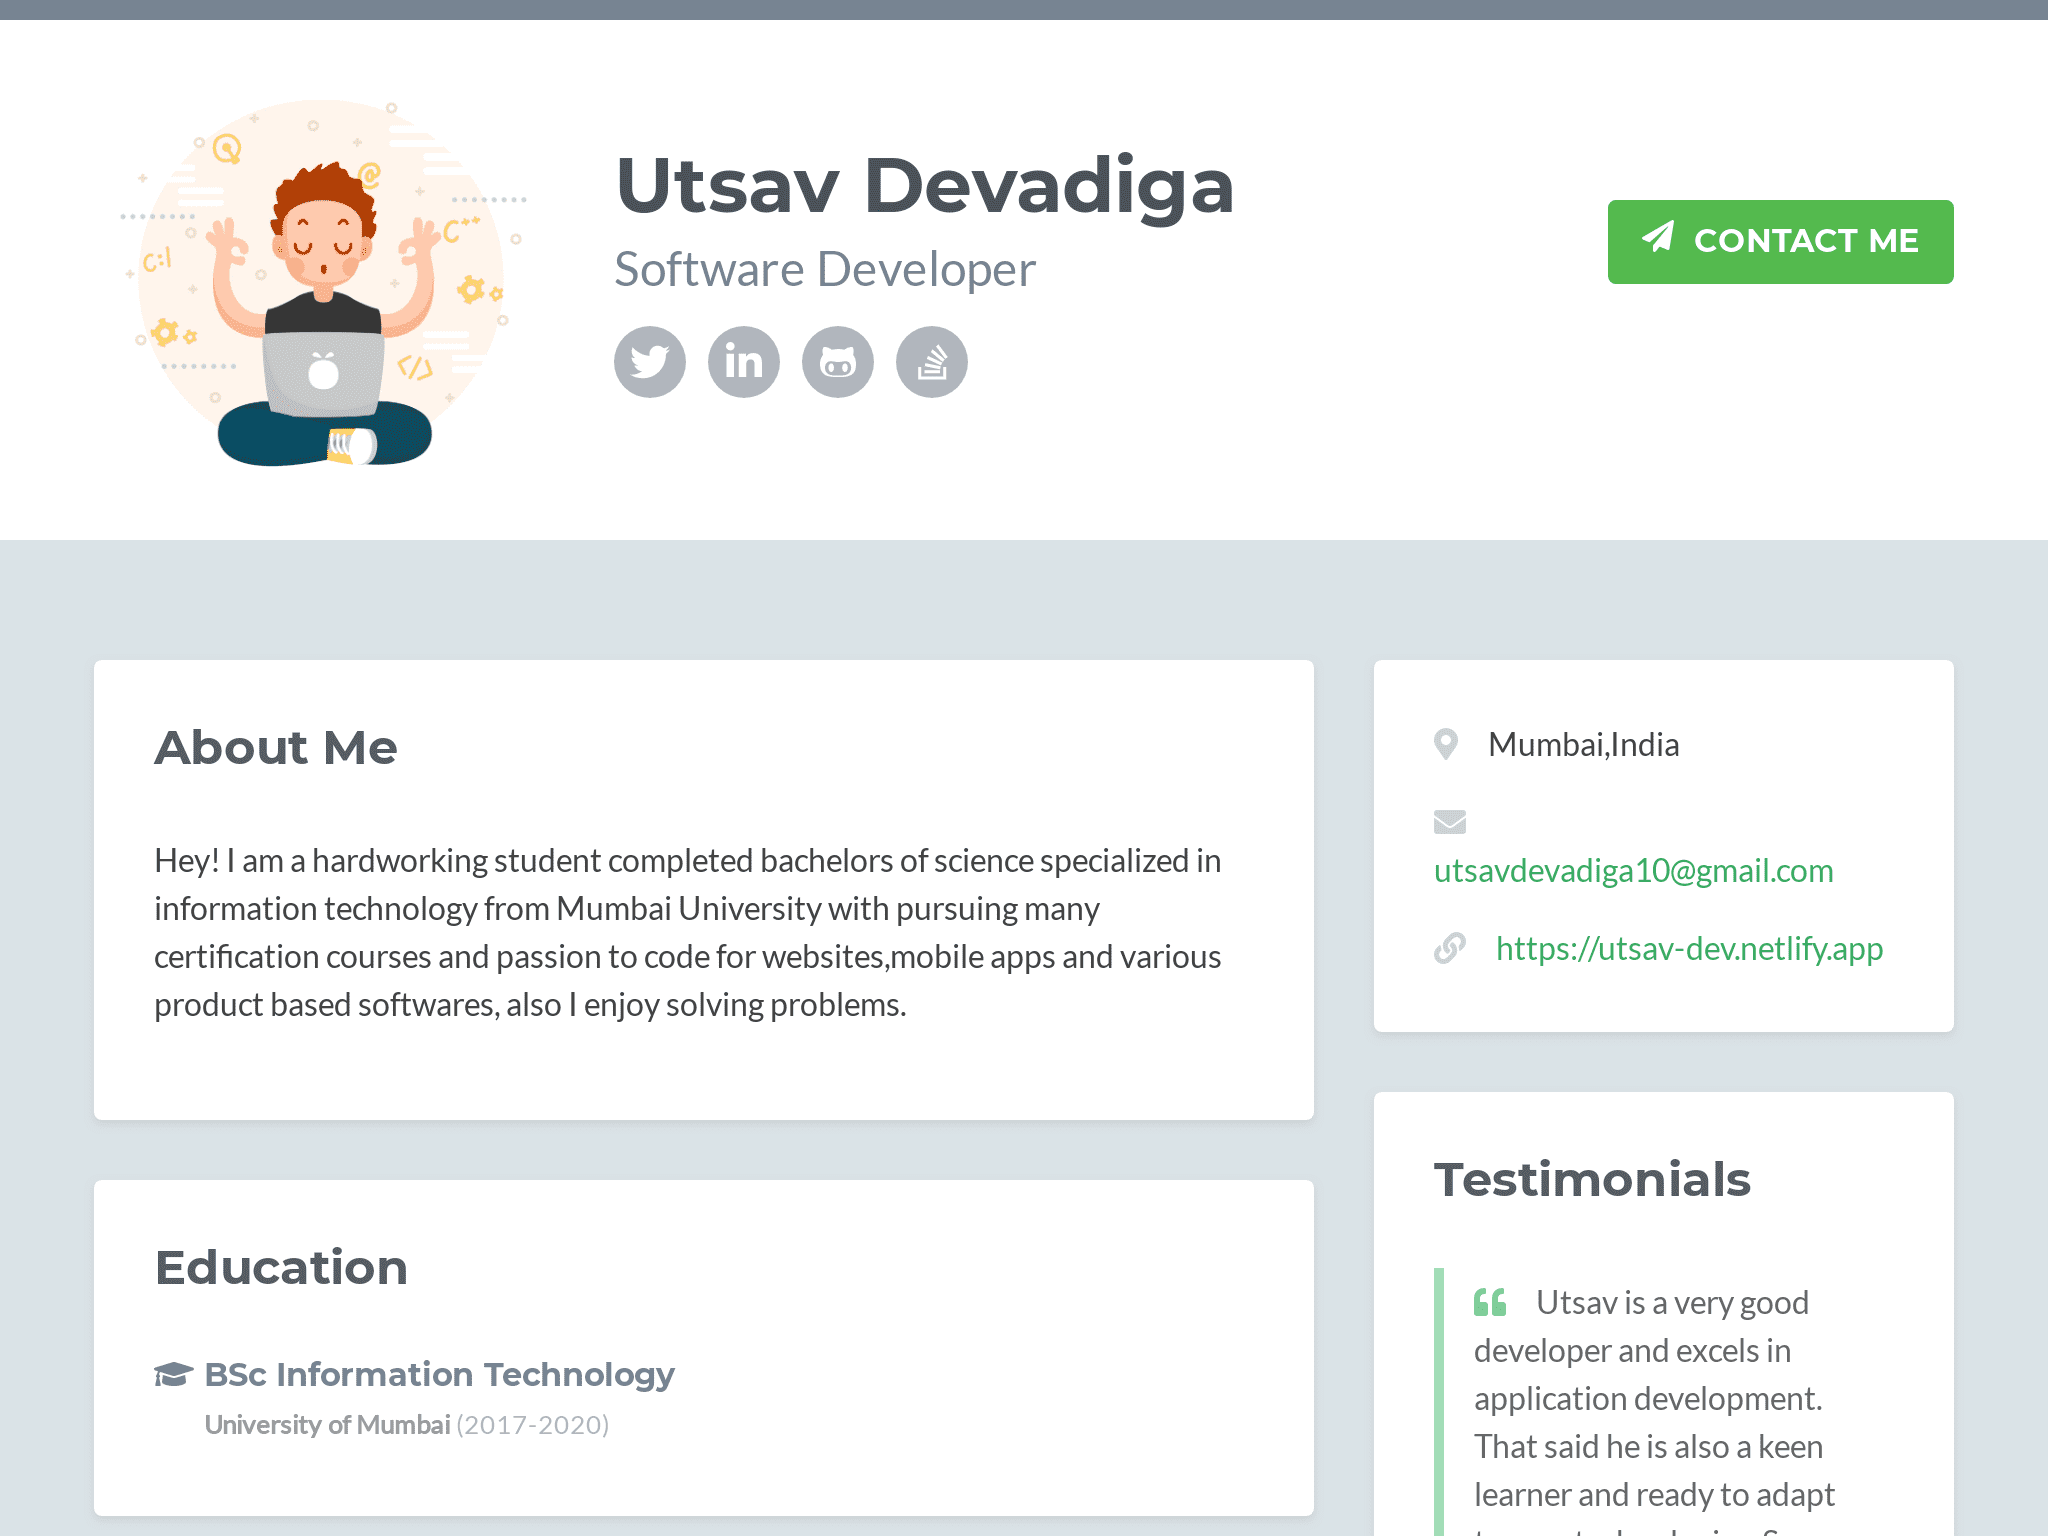 Utsav Devadiga
Software Developer
CONTACT ME
C:\
C++
@
</>
About Me
Hey! I am a hardworking student completed bachelors of science specialized in
information technology from Mumbai University with pursuing many
certification courses and passion to code for websites,mobile apps and various
product based softwares, also I enjoy solving problems.
Education
BSc Information Technology
University of Mumbai (2017-2020)
Mumbai,India
utsavdevadiga10@gmail.com
https://utsav-dev.netlify.app
Testimonials
Utsav is a very good
developer and excels in
application development.
That said he is also a keen
learner and ready to adapt